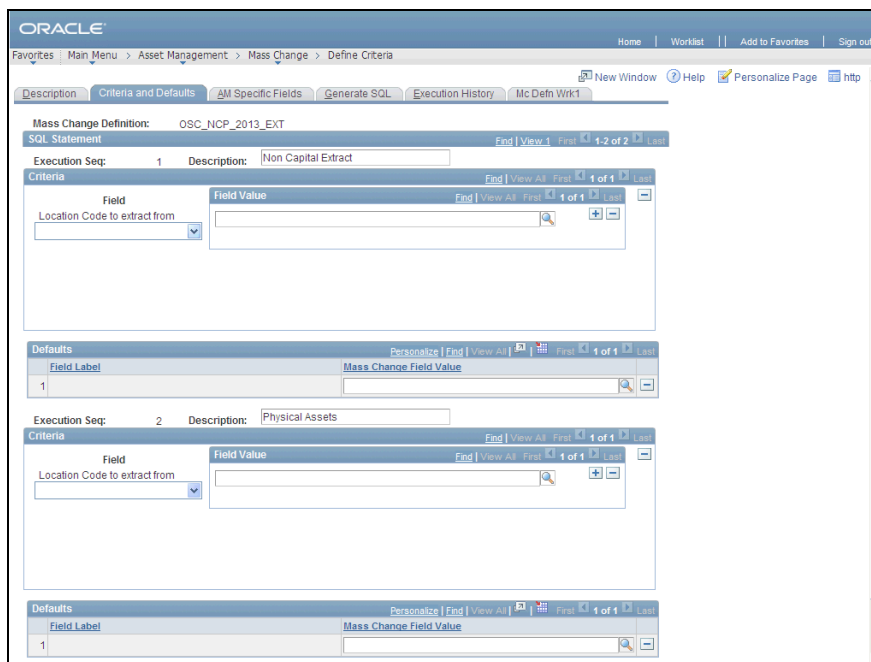 ORACLE
Home | Worklist || Add to Favorites | Sign out
Favorites Main Menu > Asset Management > Mass Change > Define Criteria
New Window Help Personalize Page http
Description Criteria and Defaults AM Specific Fields Generate SQL Execution History Mc Defn Wrk1
Mass Change Definition: OSC_NCP_2013_EXT
SQL Statement Find | View 1 First 1-2 of 2 Last
Execution Seq: 1 Description: Non Capital Extract
Criteria Find | View All First 1 of 1 Last
Field
Field Value Find | View All First 1 of 1 Last
Location Code to extract from
Defaults Personalize | Find | View All | | First 1 of 1 Last
Field Label Mass Change Field Value
1
Execution Seq: 2 Description: Physical Assets
Criteria Find | View All First 1 of 1 Last
Field
Field Value Find | View All First 1 of 1 Last
Location Code to extract from
Defaults Personalize | Find | View All | | First 1 of 1 Last
Field Label Mass Change Field Value
1